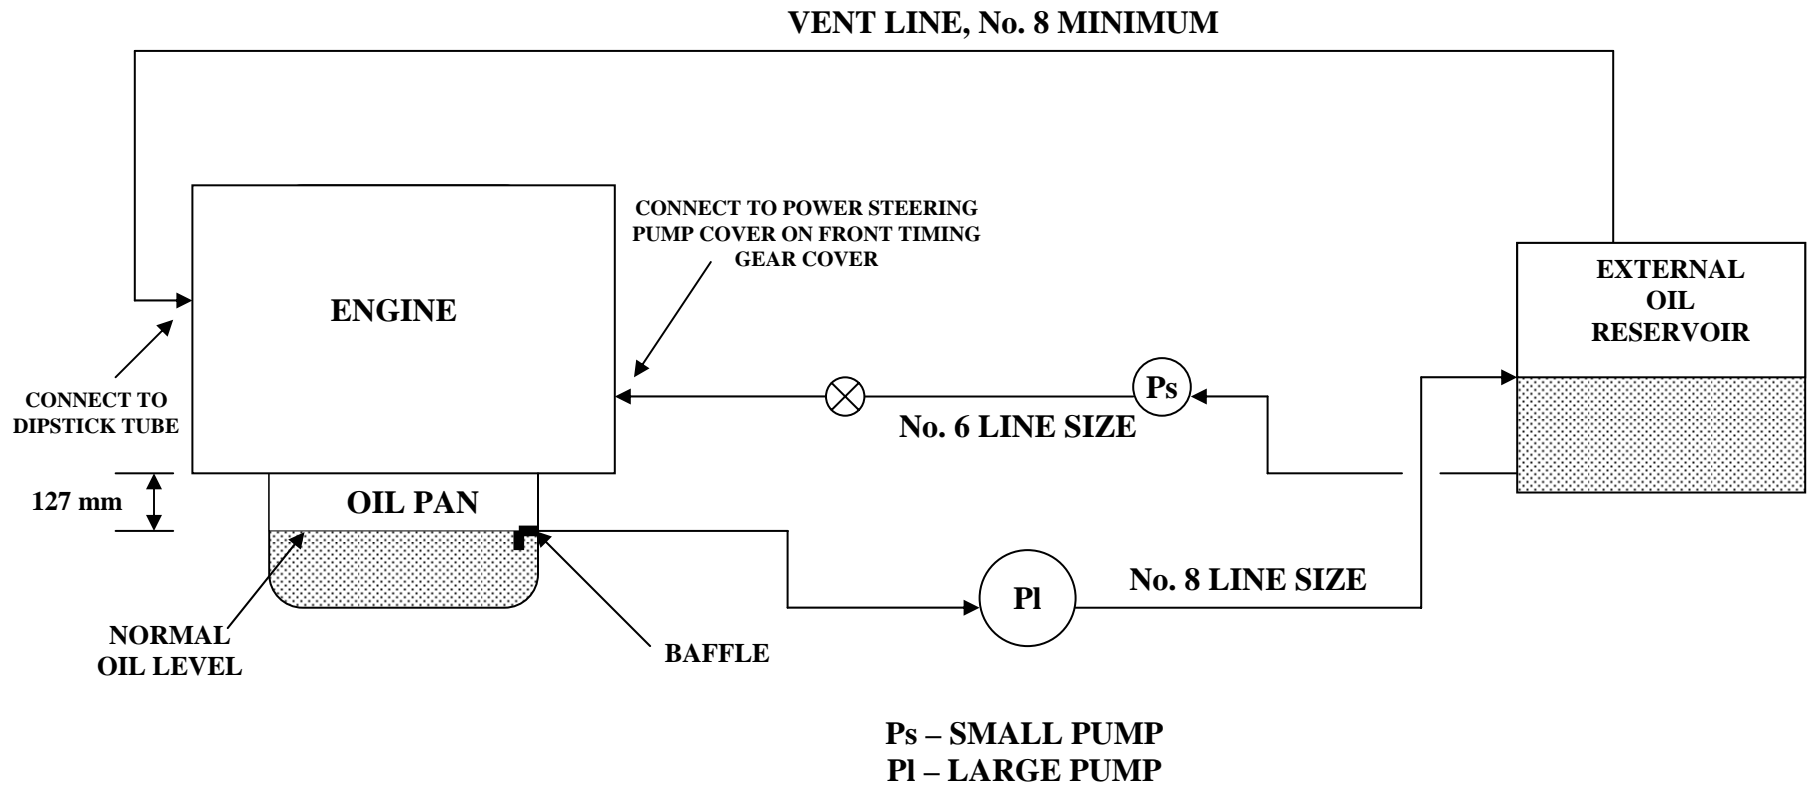 VENT LINE, No. 8 MINIMUM
CONNECT TO POWER STEERING
PUMP COVER ON FRONT TIMING
GEAR COVER
ENGINE
EXTERNAL
OIL
RESERVOIR
Ps
CONNECT TO
DIPSTICK TUBE
No. 6 LINE SIZE
127 mm
OIL PAN
No. 8 LINE SIZE
Pl
NORMAL
OIL LEVEL
BAFFLE
Ps – SMALL PUMP
Pl – LARGE PUMP